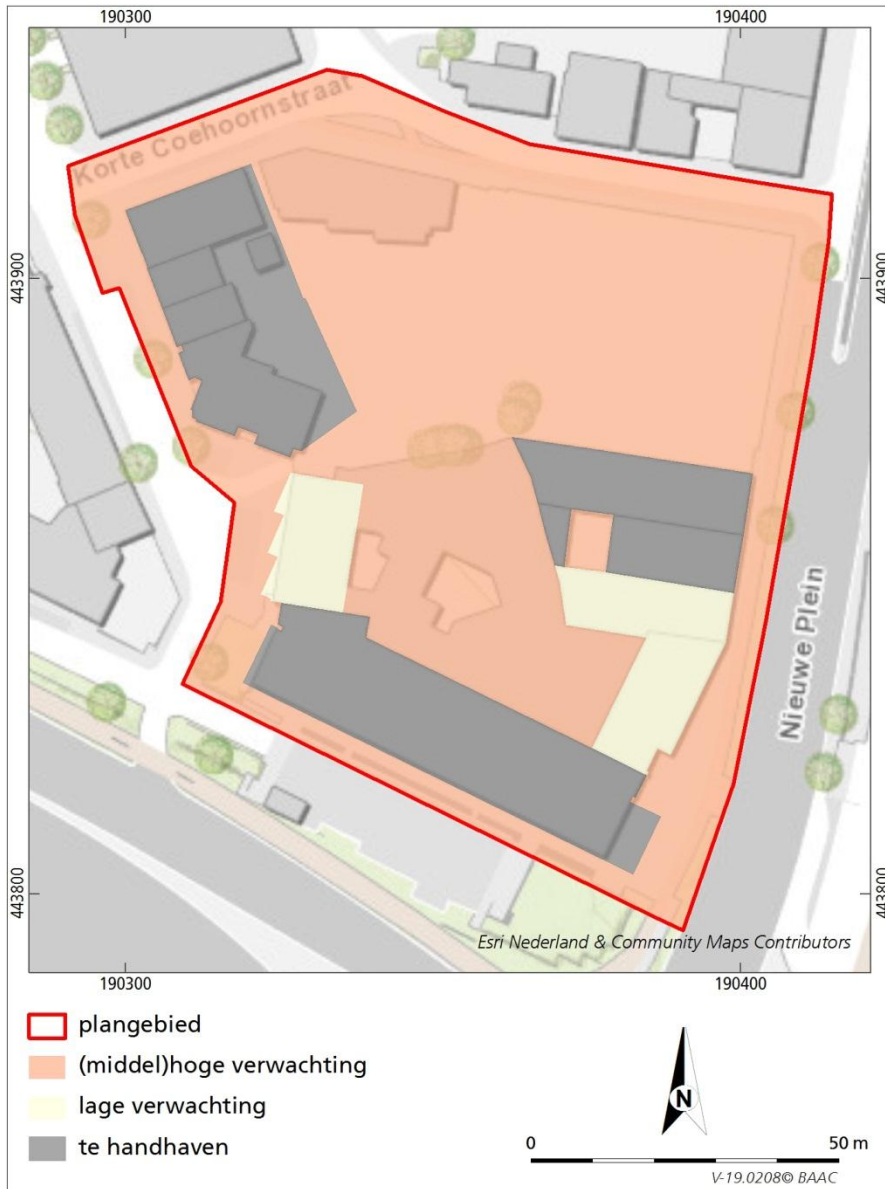 190300
190400
443900
443900
Korte Coehoornstraat
Nieuwe Plein
443800
443800
Esri Nederland & Community Maps Contributors
190300
190400
plangebied
(middel)hoge verwachting
lage verwachting
te handhaven
N
0
50 m
V-19.0208© BAAC